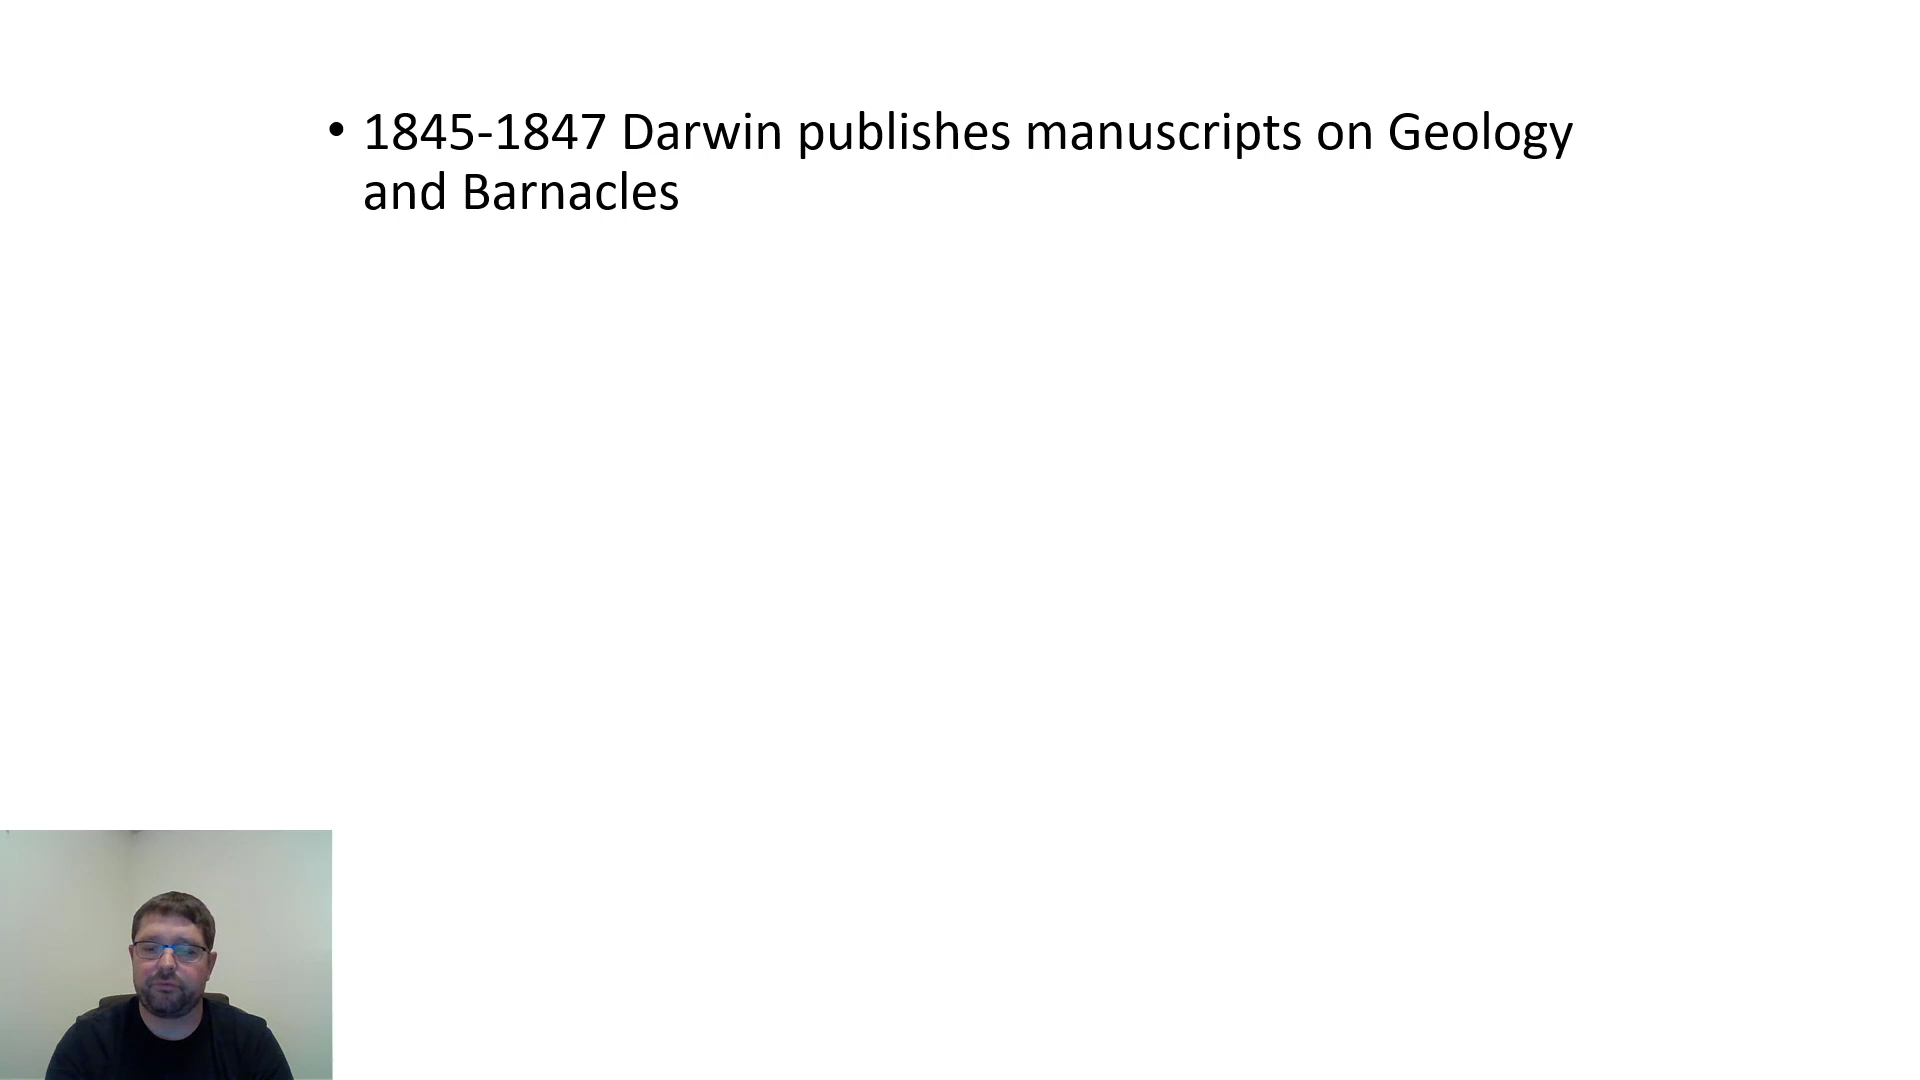 • 1845-1847 Darwin publishes manuscripts on Geology
and Barnacles